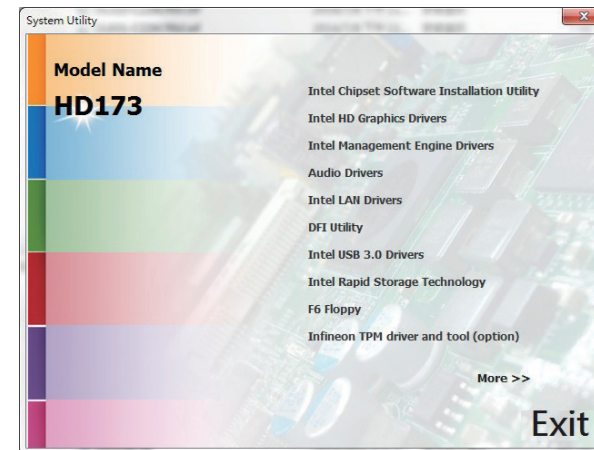 System Utility
Model Name
HD173
Intel Chipset Software Installation Utility
Intel HD Graphics Drivers
Intel Management Engine Drivers
Audio Drivers
Intel LAN Drivers
DFI Utility
Intel USB 3.0 Drivers
Intel Rapid Storage Technology
F6 Floppy
Infineon TPM driver and tool (option)
More >>
Exit